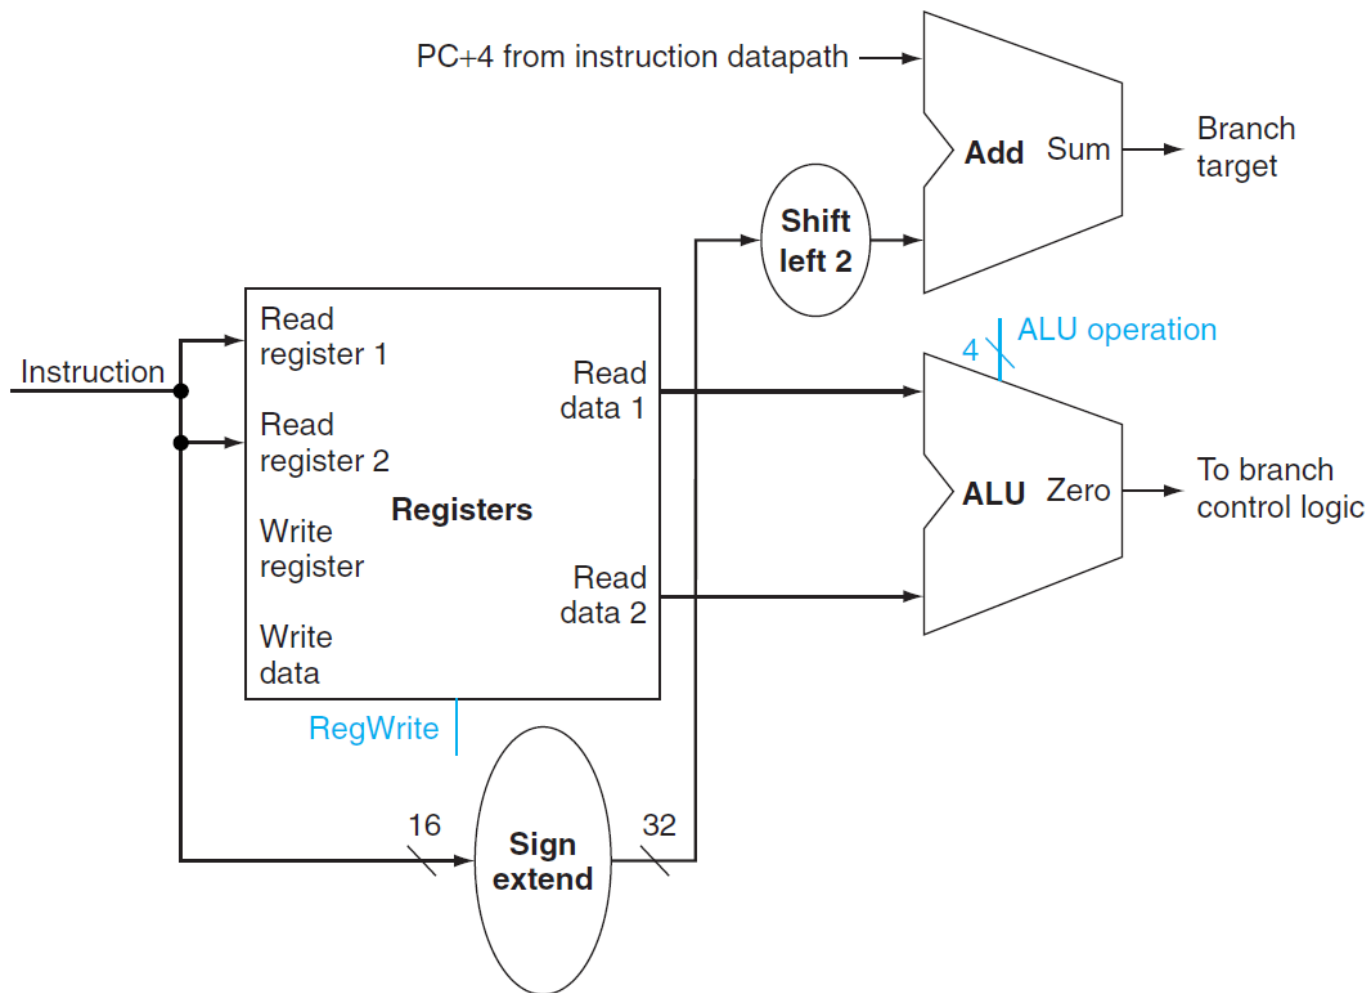 PC+4 from instruction datapath
Add Sum
Branch
target
Shift
left 2
ALU operation
4
Instruction
Read
register 1
Read
data 1
Read
register 2
Registers
ALU Zero
To branch
control logic
Write
register
Read
data 2
Write
data
RegWrite
16
32
Sign
extend